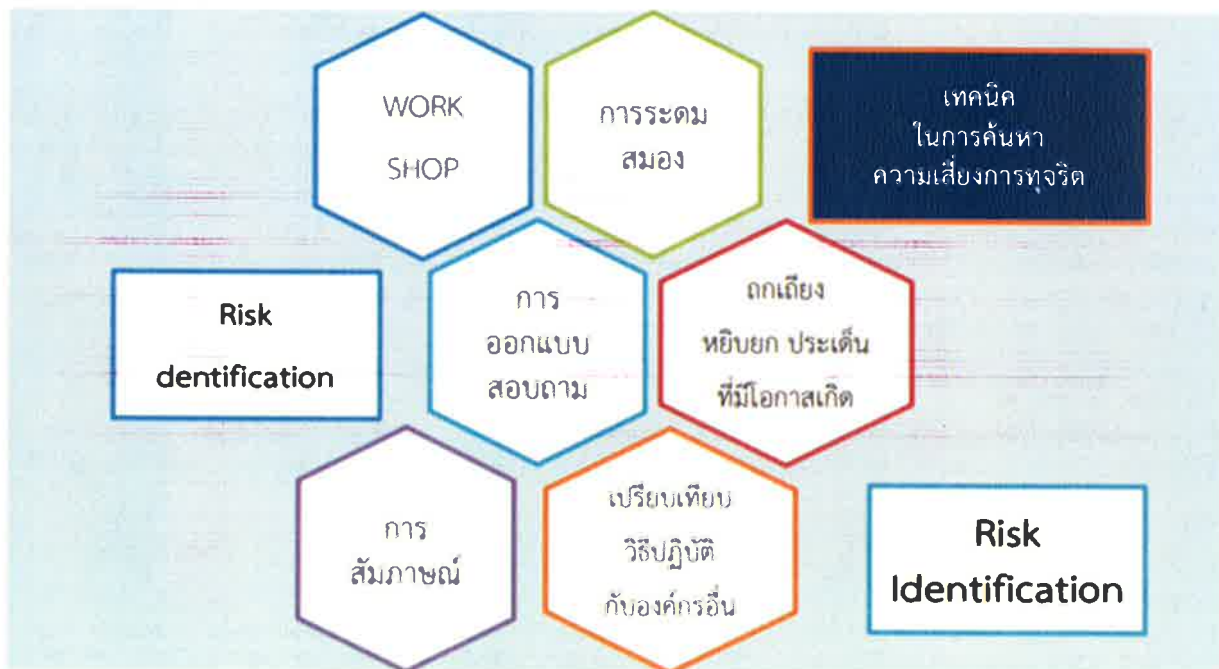 WORK
SHOP
การระดม
สมอง
เทคนิค
ในการค้นหา
ความเสี่ยงการทุจริต
Risk
dentification
การ
ออกแบบ
สอบถาม
ถกเถียง
หยิบยก ประเด็น
ที่มีโอกาสเกิด
การ
สัมภาษณ์
เปรียบเทียบ
วิธีปฏิบัติ
กับองค์กรอื่น
Risk
Identification